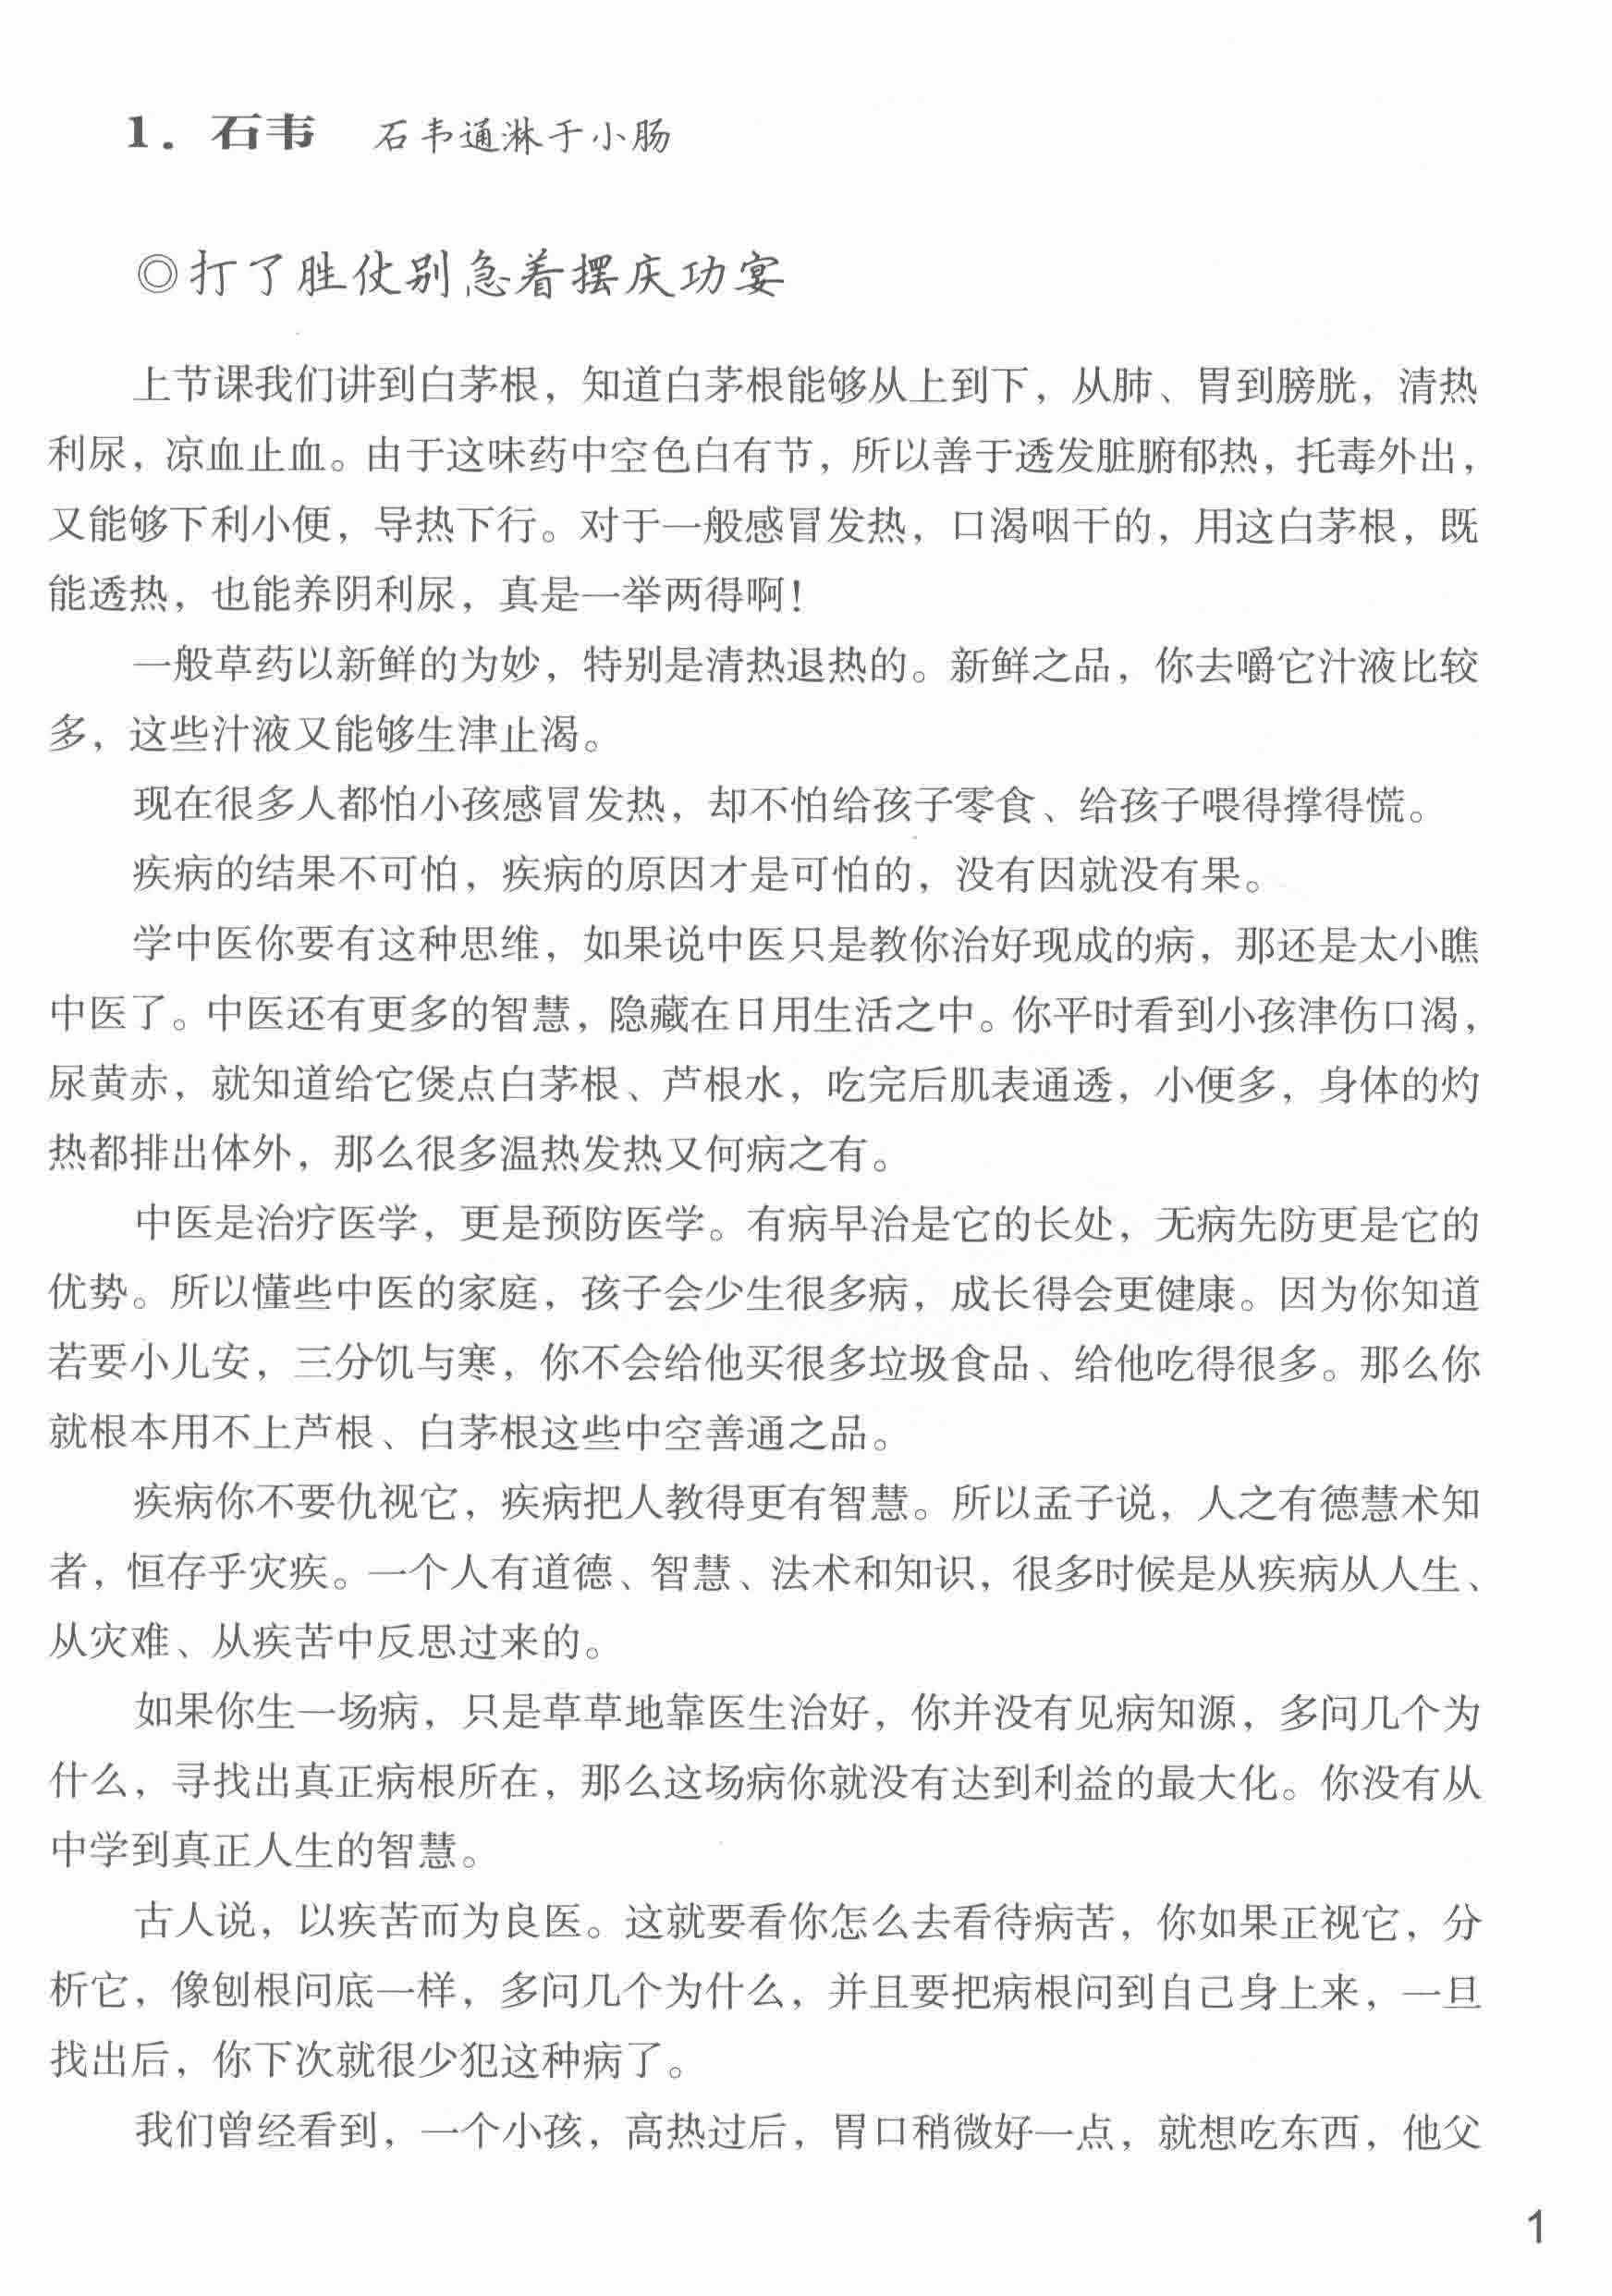 1. 石韦 石韦通淋于小肠
◎打了胜仗别急着摆庆功宴
上节课我们讲到白茅根，知道白茅根能够从上到下，从肺、胃到膀胱，清热
利尿，凉血止血。由于这味药中空色白有节，所以善于透发脏腑郁热，托毒外出，
又能够下利小便，导热下行。对于一般感冒发热，口渴咽干的，用这白茅根，既
能透热，也能养阴利尿，真是一举两得啊！
一般草药以新鲜的为妙，特别是清热退热的。新鲜之品，你去嚼它汁液比较
多，这些汁液又能够生津止渴。
现在很多人都怕小孩感冒发热，却不怕给孩子零食、给孩子喂得撑得慌。
疾病的结果不可怕，疾病的原因才是可怕的，没有因就没有果。
学中医你要有这种思维，如果说中医只是教你治好现成的病，那还是太小瞧
中医了。中医还有更多的智慧，隐藏在日用生活之中。你平时看到小孩津伤口渴，
尿黄赤，就知道给它煲点白茅根、芦根水，吃完后肌表通透，小便多，身体的灼
热都排出体外，那么很多温热发热又何病之有。
中医是治疗医学，更是预防医学。有病早治是它的长处，无病先防更是它的
优势。所以懂些中医的家庭，孩子会少生很多病，成长得会更健康。因为你知道
若要小儿安，三分饥与寒，你不会给他买很多垃圾食品、给他吃得很多。那么你
就根本用不上芦根、白茅根这些中空善通之品。
疾病你不要仇视它，疾病把人教得更有智慧。所以孟子说，人之有德慧术知
者，恒存乎灾疾。一个人有道德、智慧、法术和知识，很多时候是从疾病从人生、
从灾难、从疾苦中反思过来的。
如果你生一场病，只是草草地靠医生治好，你并没有见病知源，多问几个为
什么，寻找出真正病根所在，那么这场病你就没有达到利益的最大化。你没有从
中学到真正人生的智慧。
古人说，以疾苦而为良医。这就要看你怎么去看待病苦，你如果正视它，分
析它，像刨根问底一样，多问几个为什么，并且要把病根问到自己身上来，一旦
找出后，你下次就很少犯这种病了。
我们曾经看到，一个小孩，高热过后，胃口稍微好一点，就想吃东西，他父
1